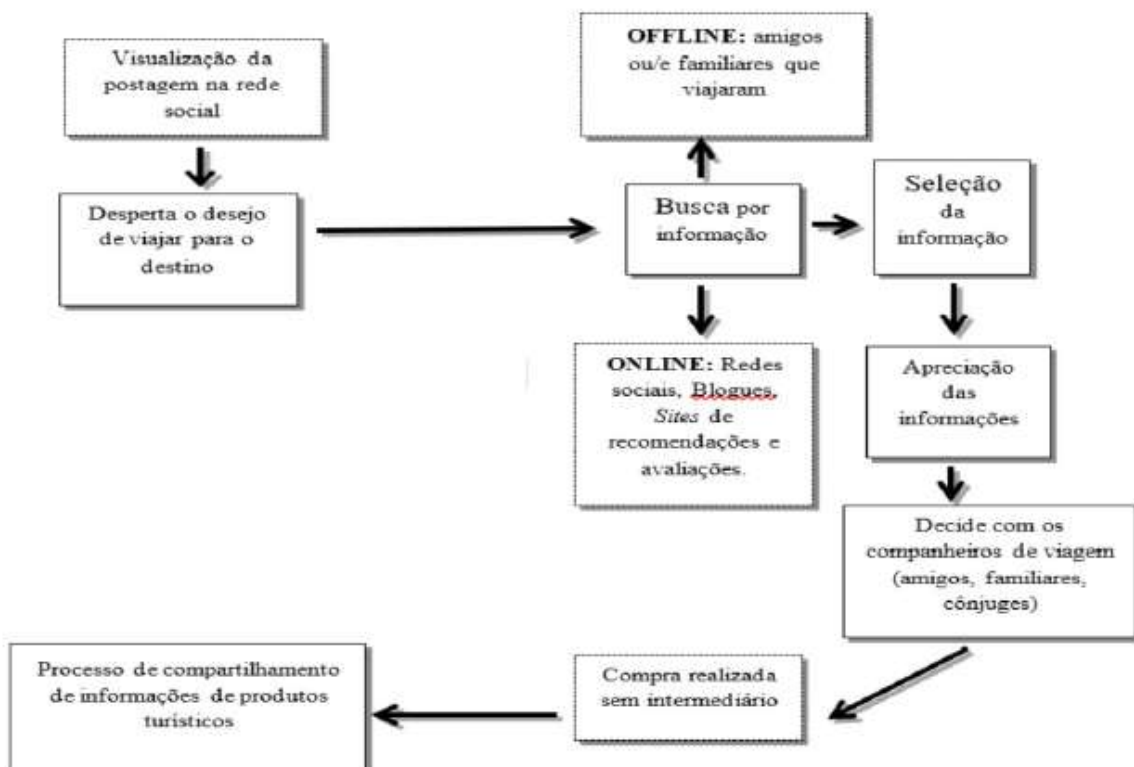 Visualização da
postagem na rede
social
Desperta o desejo
de viajar para o
destino
OFFLINE: amigos
ou/e familiares que
viajaram
Busca por
informação
ONLINE: Redes
sociais, Blogues,
Sites de
recomendações e
avaliações.
Seleção
da
informação
Apreciação
das
informações
Decide com os
companheiros de viagem
(amigos, familiares,
cônjuges)
Compra realizada
sem intermediário
Processo de compartilhamento
de informações de produtos
turísticos